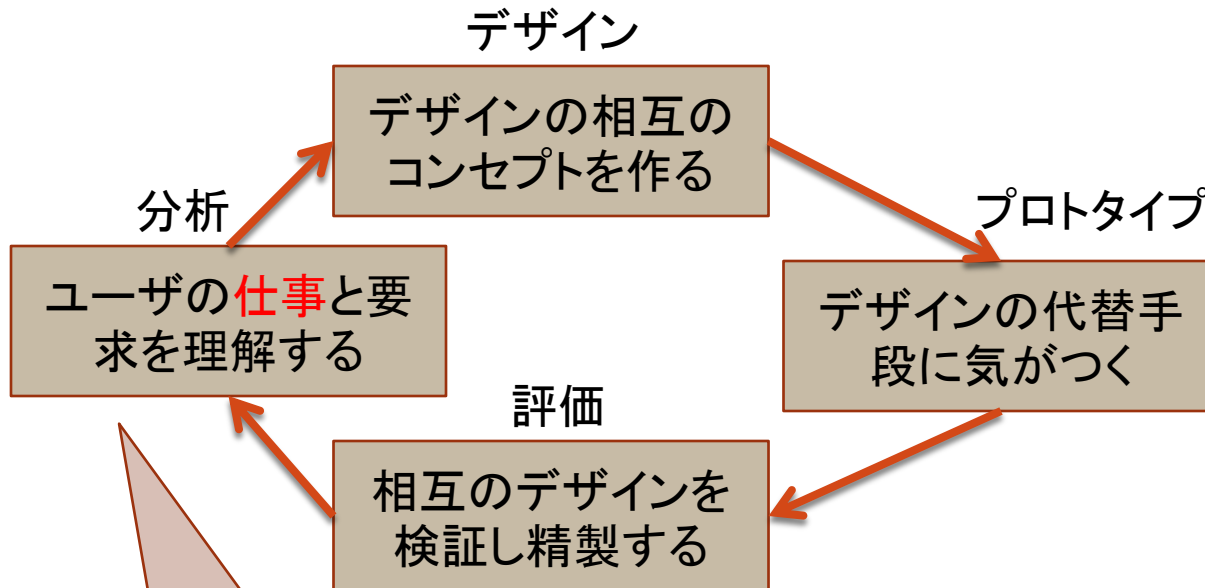 デザイン
デザインの相互の
コンセプトを作る
分析
ユーザの仕事と要
求を理解する
プロトタイプ
デザインの代替手
段に気がつく
評価
相互のデザインを
検証し精製する